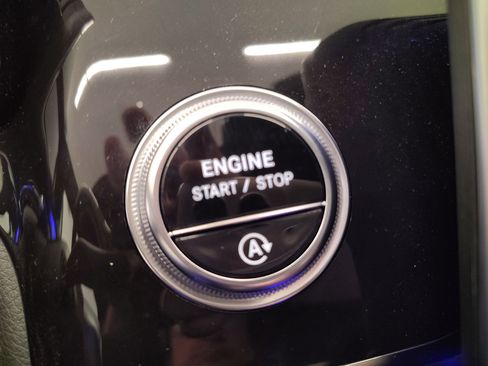 ENGINE
START / STOP
A